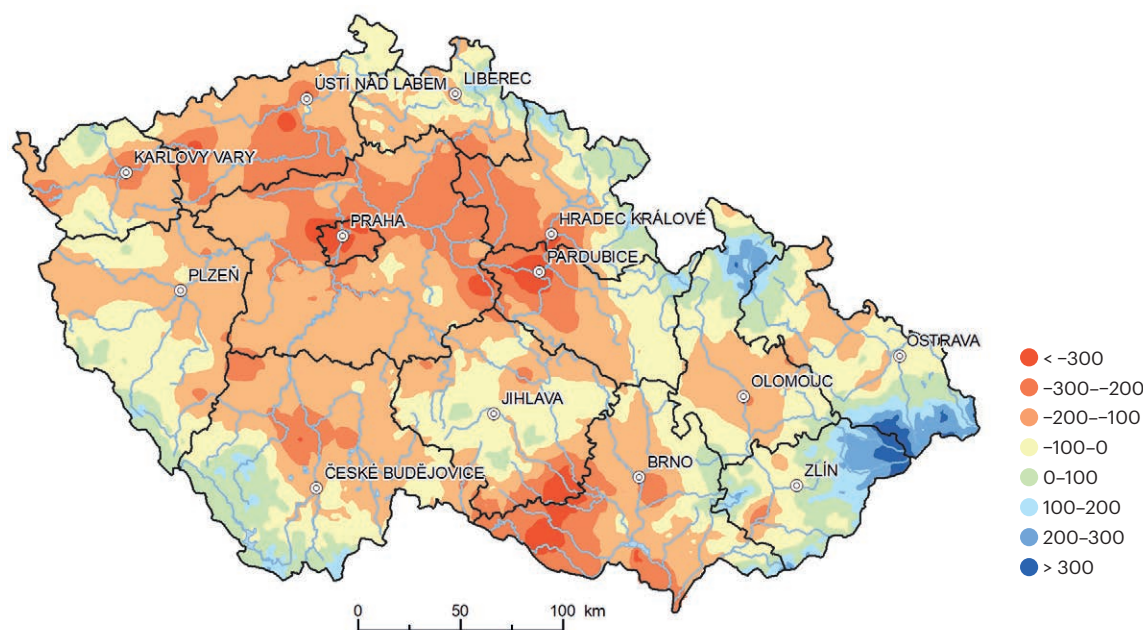 ÚSTÍ NAD LABEM
LIBEREC
KARLOVY VARY
PRAHA
HRADEC KRÁLOVÉ
PARDUBICE
PLZEŇ
OSTRAVA
OLOMOUC
JIHLAVA
BRNO
ZLÍN
ČESKÉ BUDĚJOVICE
< –300
–300–-200
–200–-100
–100–0
0–100
100–200
200–300
> 300
0 50 100 km